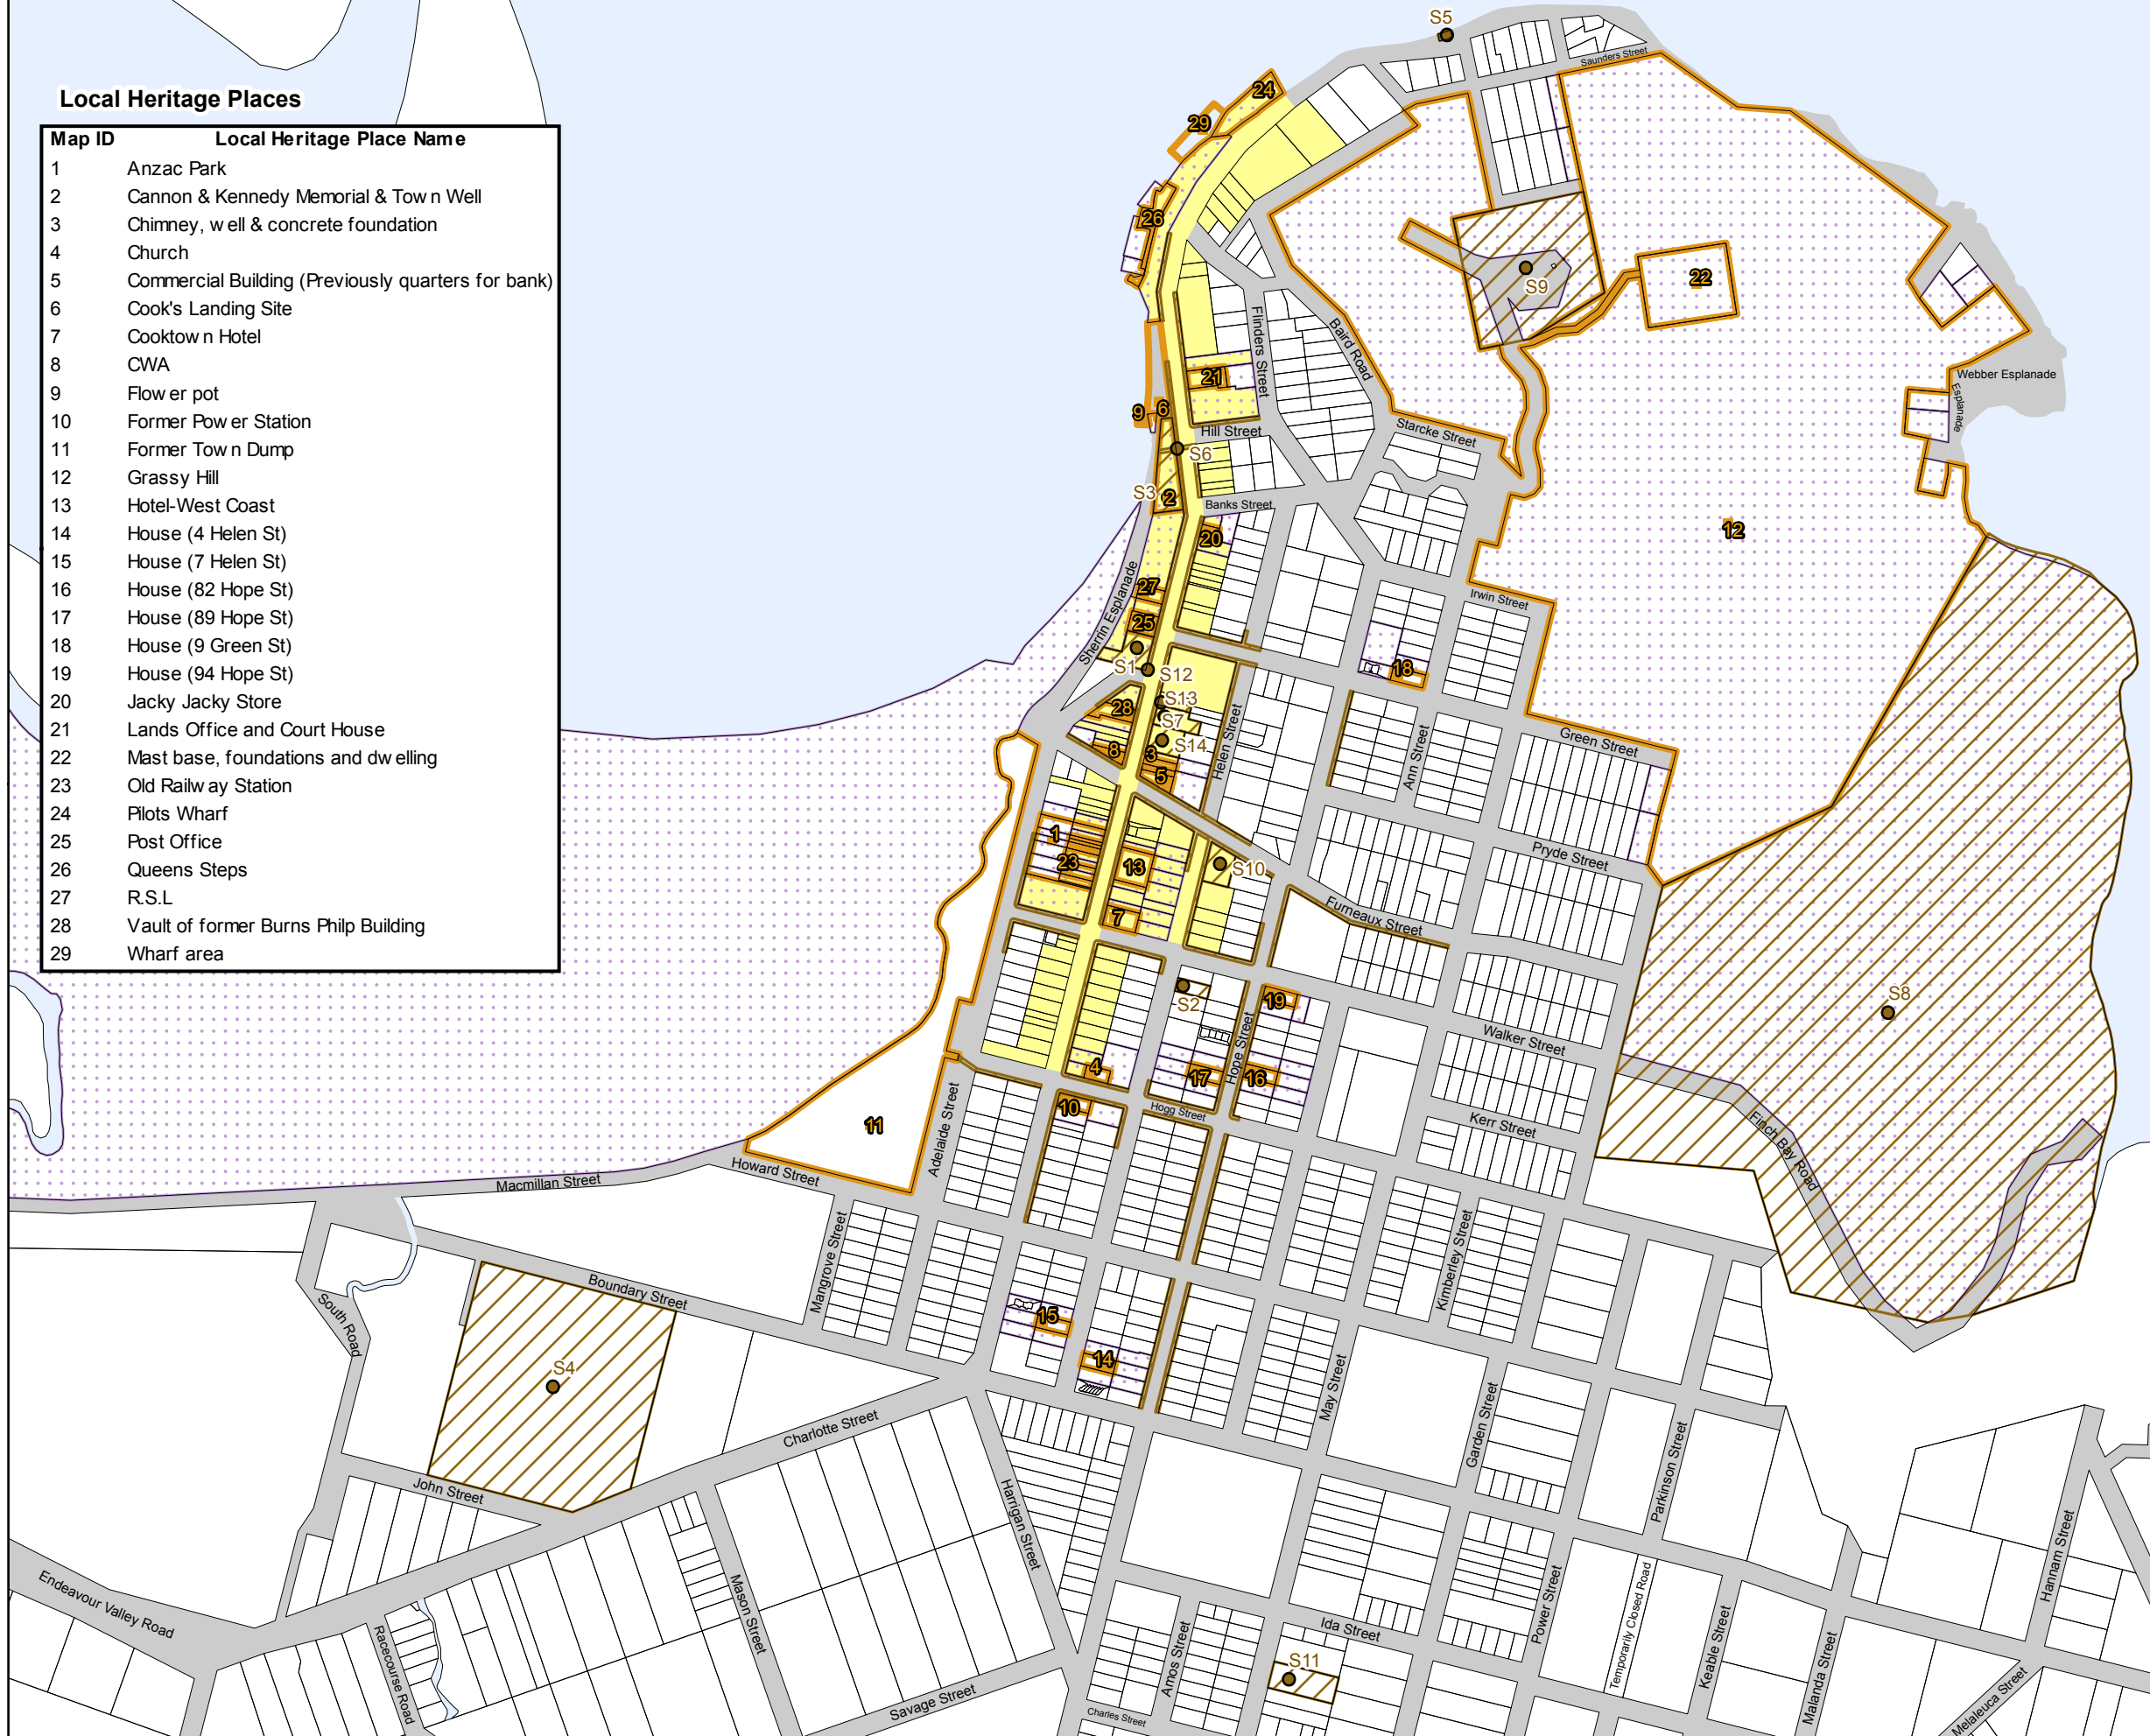 Local Heritage Places
Map ID Local Heritage Place Name
1 Anzac Park
2 Cannon & Kennedy Memorial & Town Well
3 Chimney, well & concrete foundation
4 Church
5 Commercial Building (Previously quarters for bank)
6 Cook's Landing Site
7 Cooktown Hotel
8 CWA
9 Flower pot
10 Former Power Station
11 Former Town Dump
12 Grassy Hill
13 Hotel-West Coast
14 House (4 Helen St)
15 House (7 Helen St)
16 House (82 Hope St)
17 House (89 Hope St)
18 House (9 Green St)
19 House (94 Hope St)
20 Jacky Jacky Store
21 Lands Office and Court House
22 Mast base, foundations and dwelling
23 Old Railway Station
24 Pilots Wharf
25 Post Office
26 Queens Steps
27 R.S.L
28 Vault of former Burns Philp Building
29 Wharf area
S5
Saunders Street
24
29
26
S9
22
Flinders Street
Baird Road
21
Webber Esplanade
Esplanade
9
6
Hill Street
Starcke Street
S6
S3
2
Banks Street
20
12
Sherrin Esplanade
27
25
Irwin Street
S1
S12
18
S13
28
S7
S14
8
3
5
Helen Street
Ann Street
Green Street
1
23
13
S10
Pryde Street
7
Furneaux Street
S2
19
S8
Hope Street
Walker Street
4
17
16
10
Hogg Street
Kerr Street
Finch Bay Road
11
Adelaide Street
Howard Street
Macmillan Street
Mangrove Street
Kimberley Street
Boundary Street
South Road
15
14
S4
May Street
Garden Street
Charlotte Street
Parkinson Street
John Street
Harrigan Street
Endeavour Valley Road
Mason Street
Racecourse Road
Hannam Street
Power Street
Temporarily Closed Road
Ida Street
Amos Street
S11
Keable Street
Malanda Street
Melaleuca Street
Savage Street
Charles Street